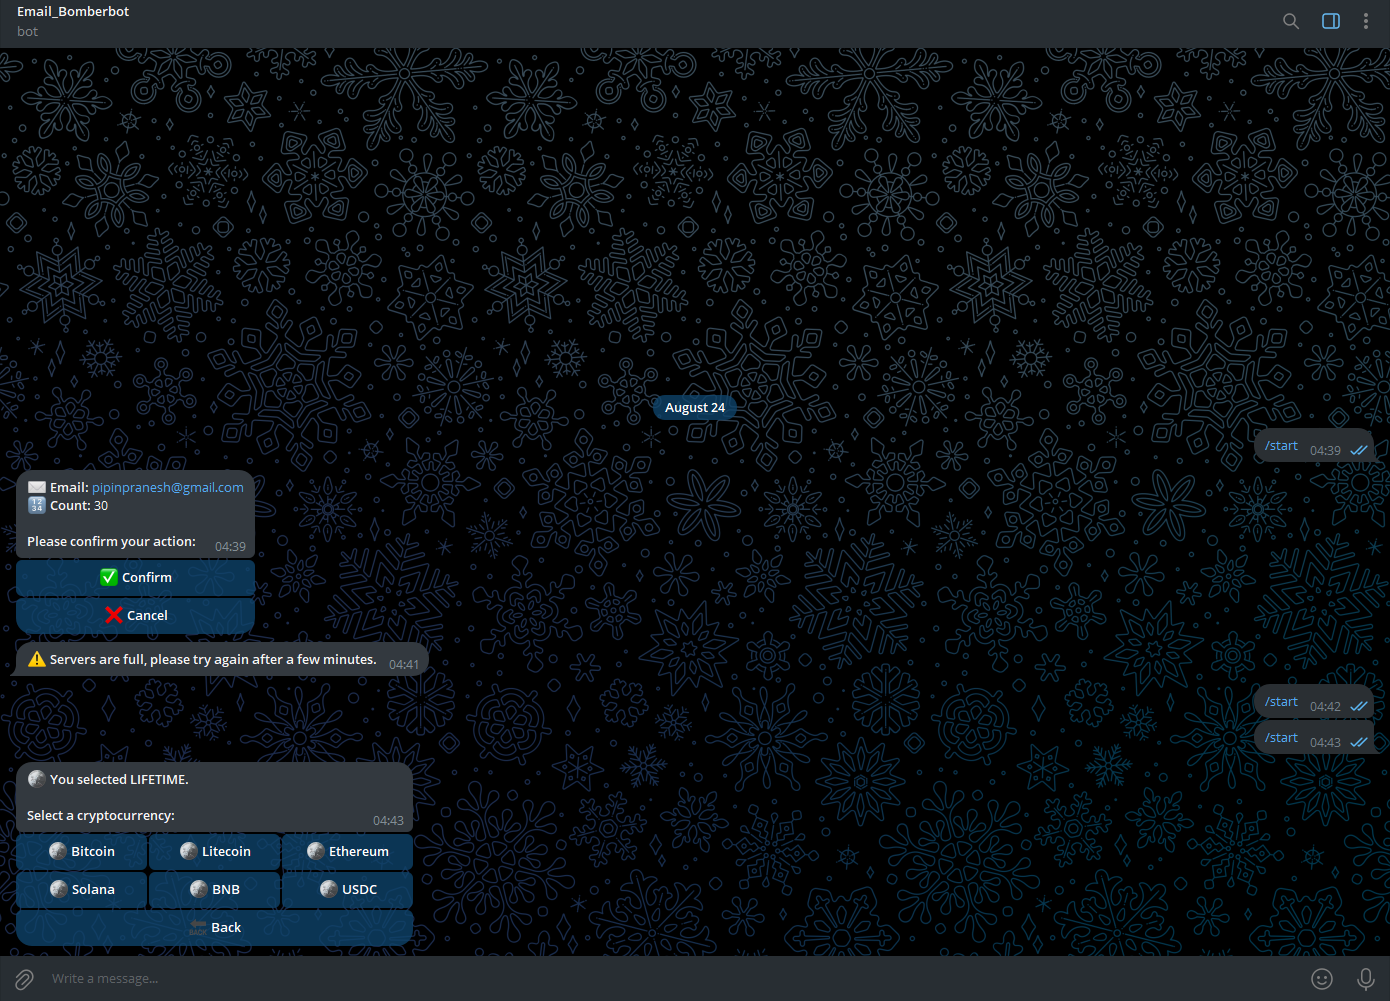 Email_Bomberbot
bot
August 24
/start 04:39
✉️ Email: pipinpranesh@gmail.com
🔢 Count: 30
Please confirm your action: 04:39
✅ Confirm
❌ Cancel
⚠️ Servers are full, please try again after a few minutes. 04:41
/start 04:42
/start 04:43
You selected LIFETIME.
Select a cryptocurrency: 04:43
Bitcoin Litecoin Ethereum
Solana BNB USDC
🔙 Back
Write a message...